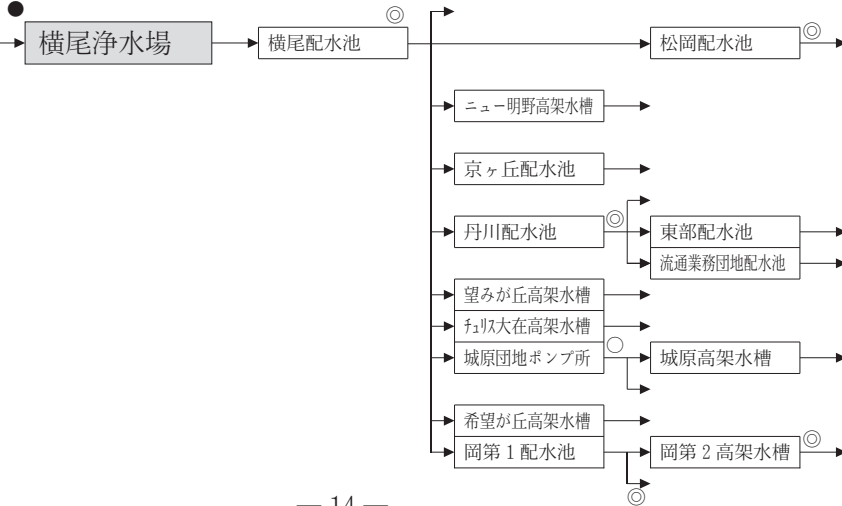 横尾浄水場
横尾配水池
◎
松岡配水池
◎
ニュー明野高架水槽
京ヶ丘配水池
丹川配水池
◎
東部配水池
流通業務団地配水池
望みが丘高架水槽
ﾁｭﾘｽ大在高架水槽
城原団地ポンプ所
○
城原高架水槽
希望が丘高架水槽
岡第1配水池
岡第2高架水槽
◎
◎
― 14 ―